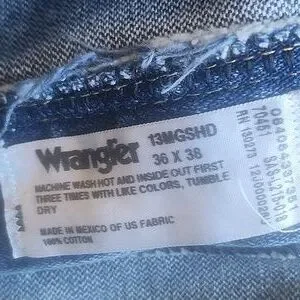 Wrangler 13MGSHD
36 X 38
MACHINE WASH HOT AND INSIDE OUT FIRST
THREE TIMES WITH LIKE COLORS, TUMBLE
DRY
MADE IN MEXICO OF US FABRIC
100% COTTON